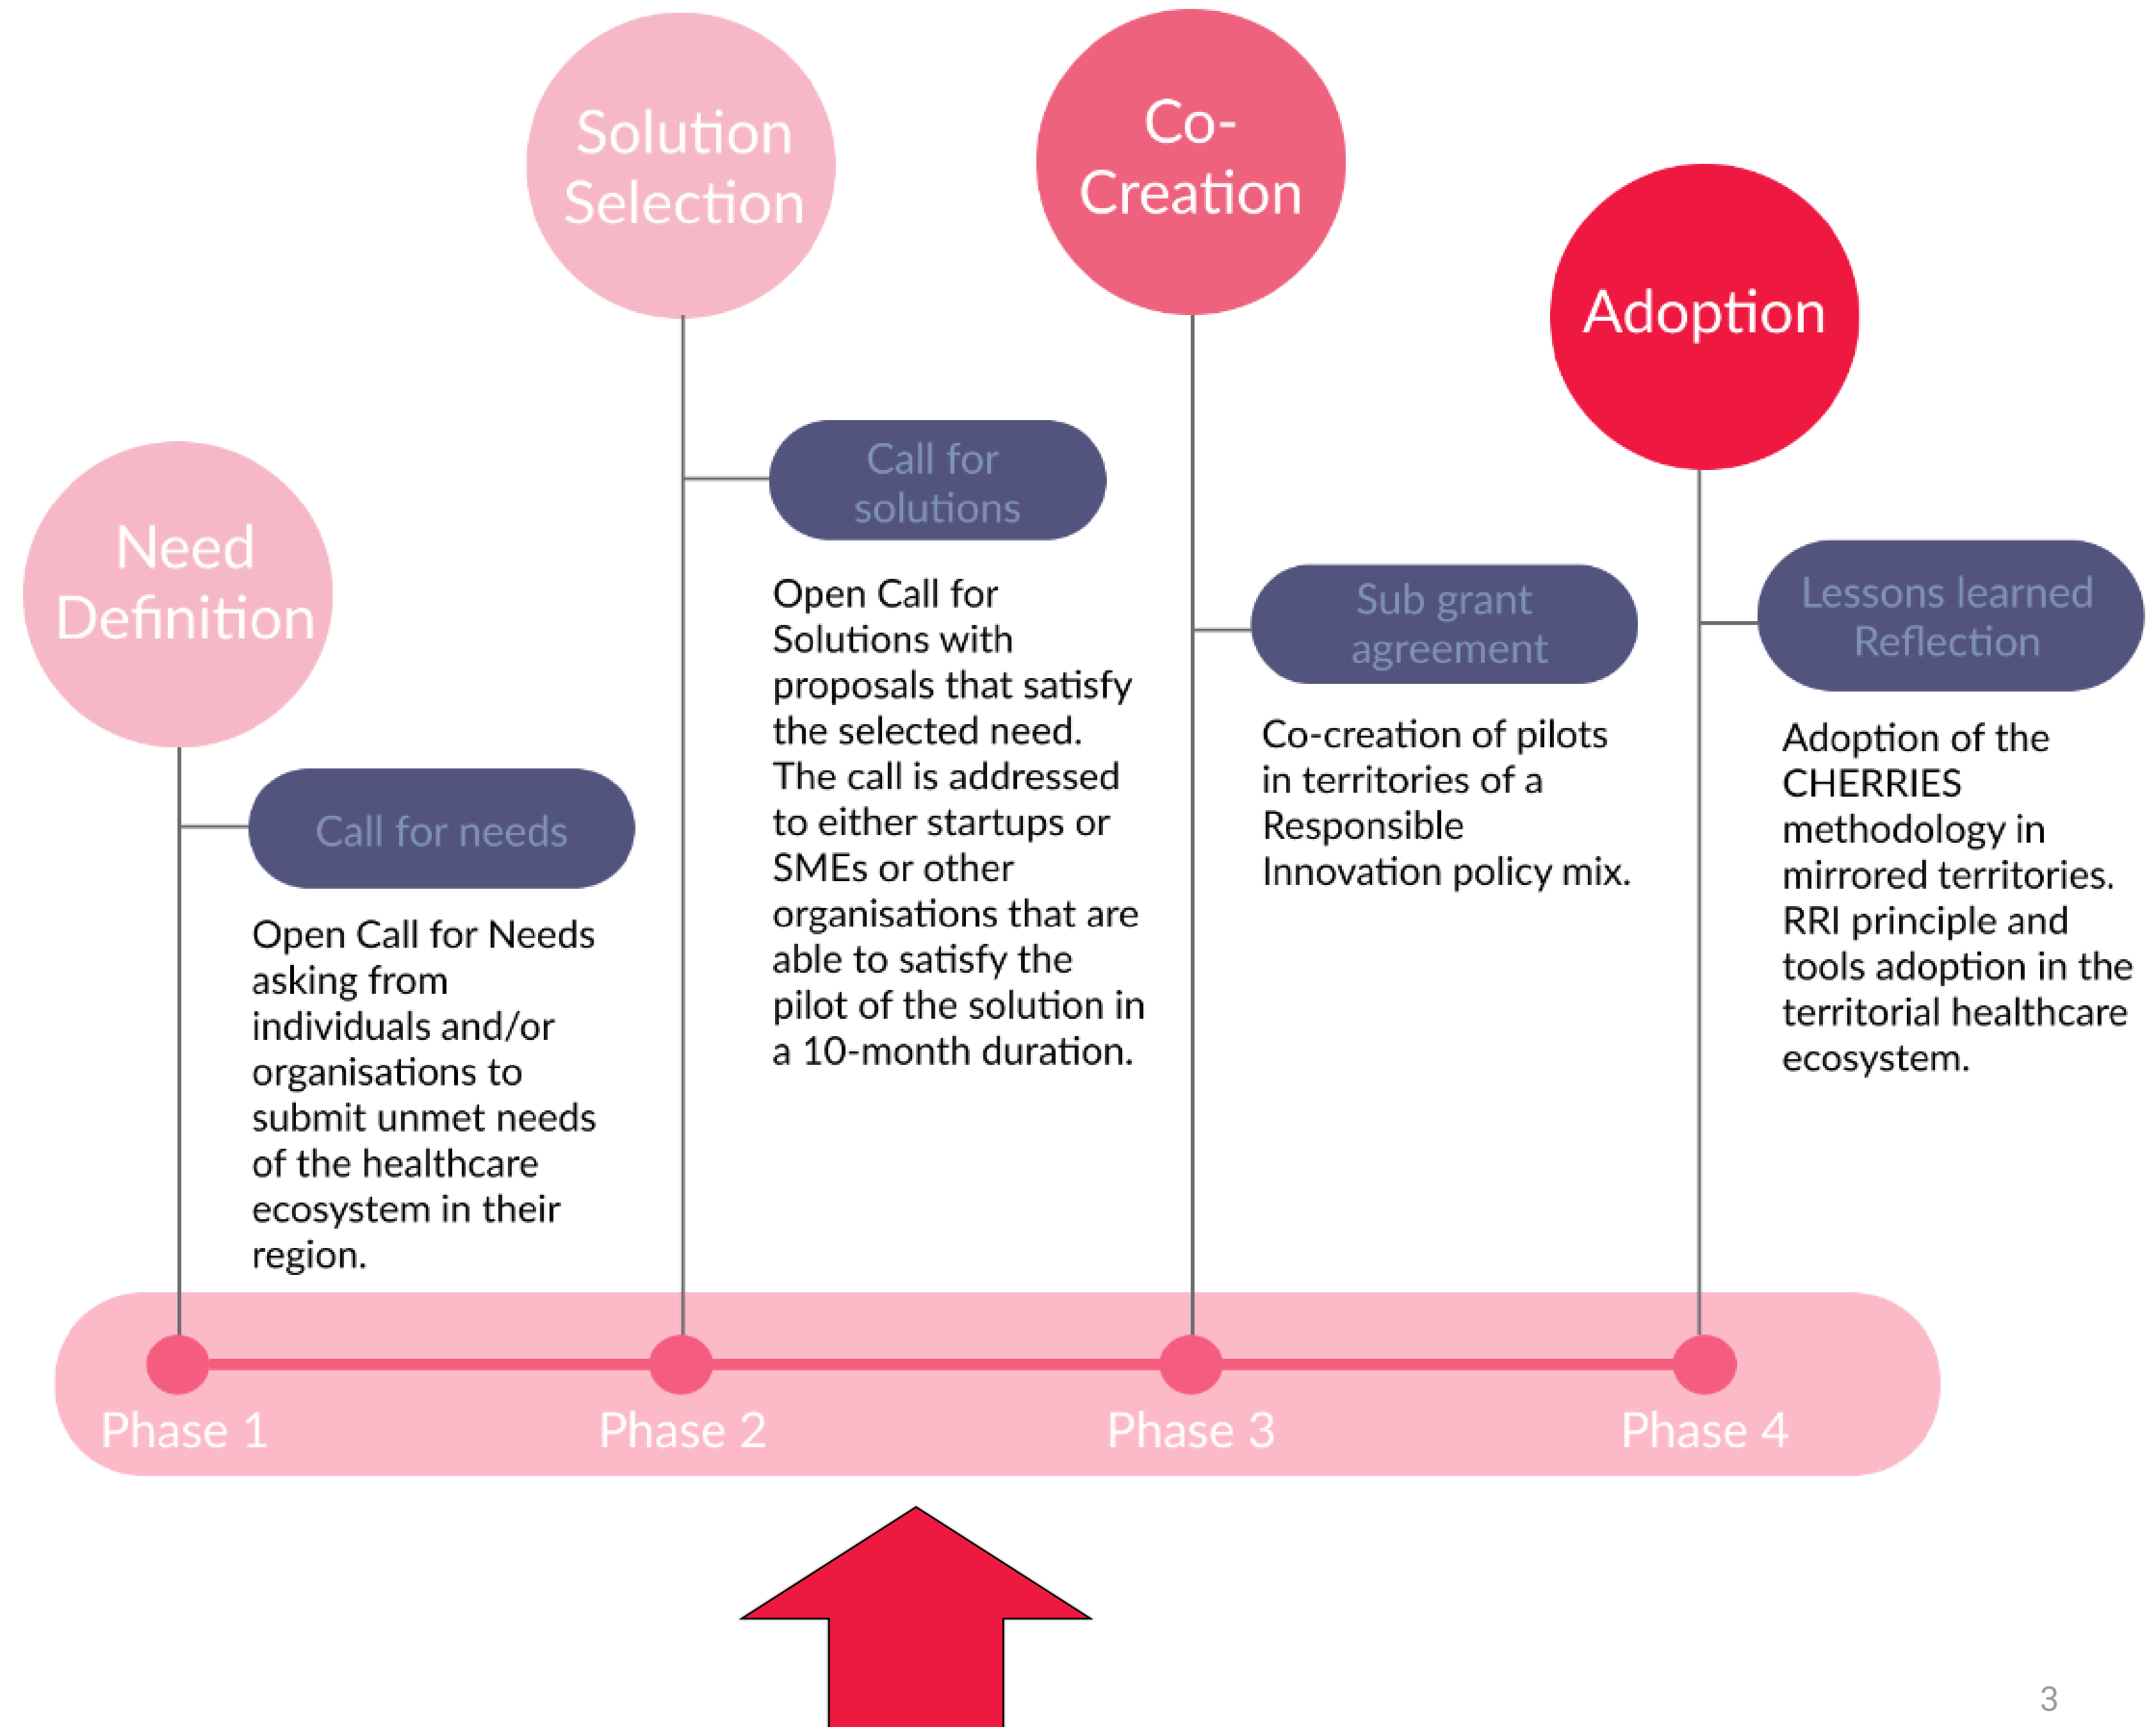 Need
Definition
Call for needs
Open Call for Needs
asking from
individuals and/or
organisations to
submit unmet needs
of the healthcare
ecosystem in their
region.
Solution
Selection
Call for
solutions
Open Call for
Solutions with
proposals that satisfy
the selected need.
The call is addressed
to either startups or
SMEs or other
organisations that are
able to satisfy the
pilot of the solution in
a 10-month duration.
Co-
Creation
Sub grant
agreement
Co-creation of pilots
in territories of a
Responsible
Innovation policy mix.
Adoption
Lessons learned
Reflection
Adoption of the
CHERRIES
methodology in
mirrored territories.
RRI principle and
tools adoption in the
territorial healthcare
ecosystem.
Phase 1
Phase 2
Phase 3
Phase 4
3